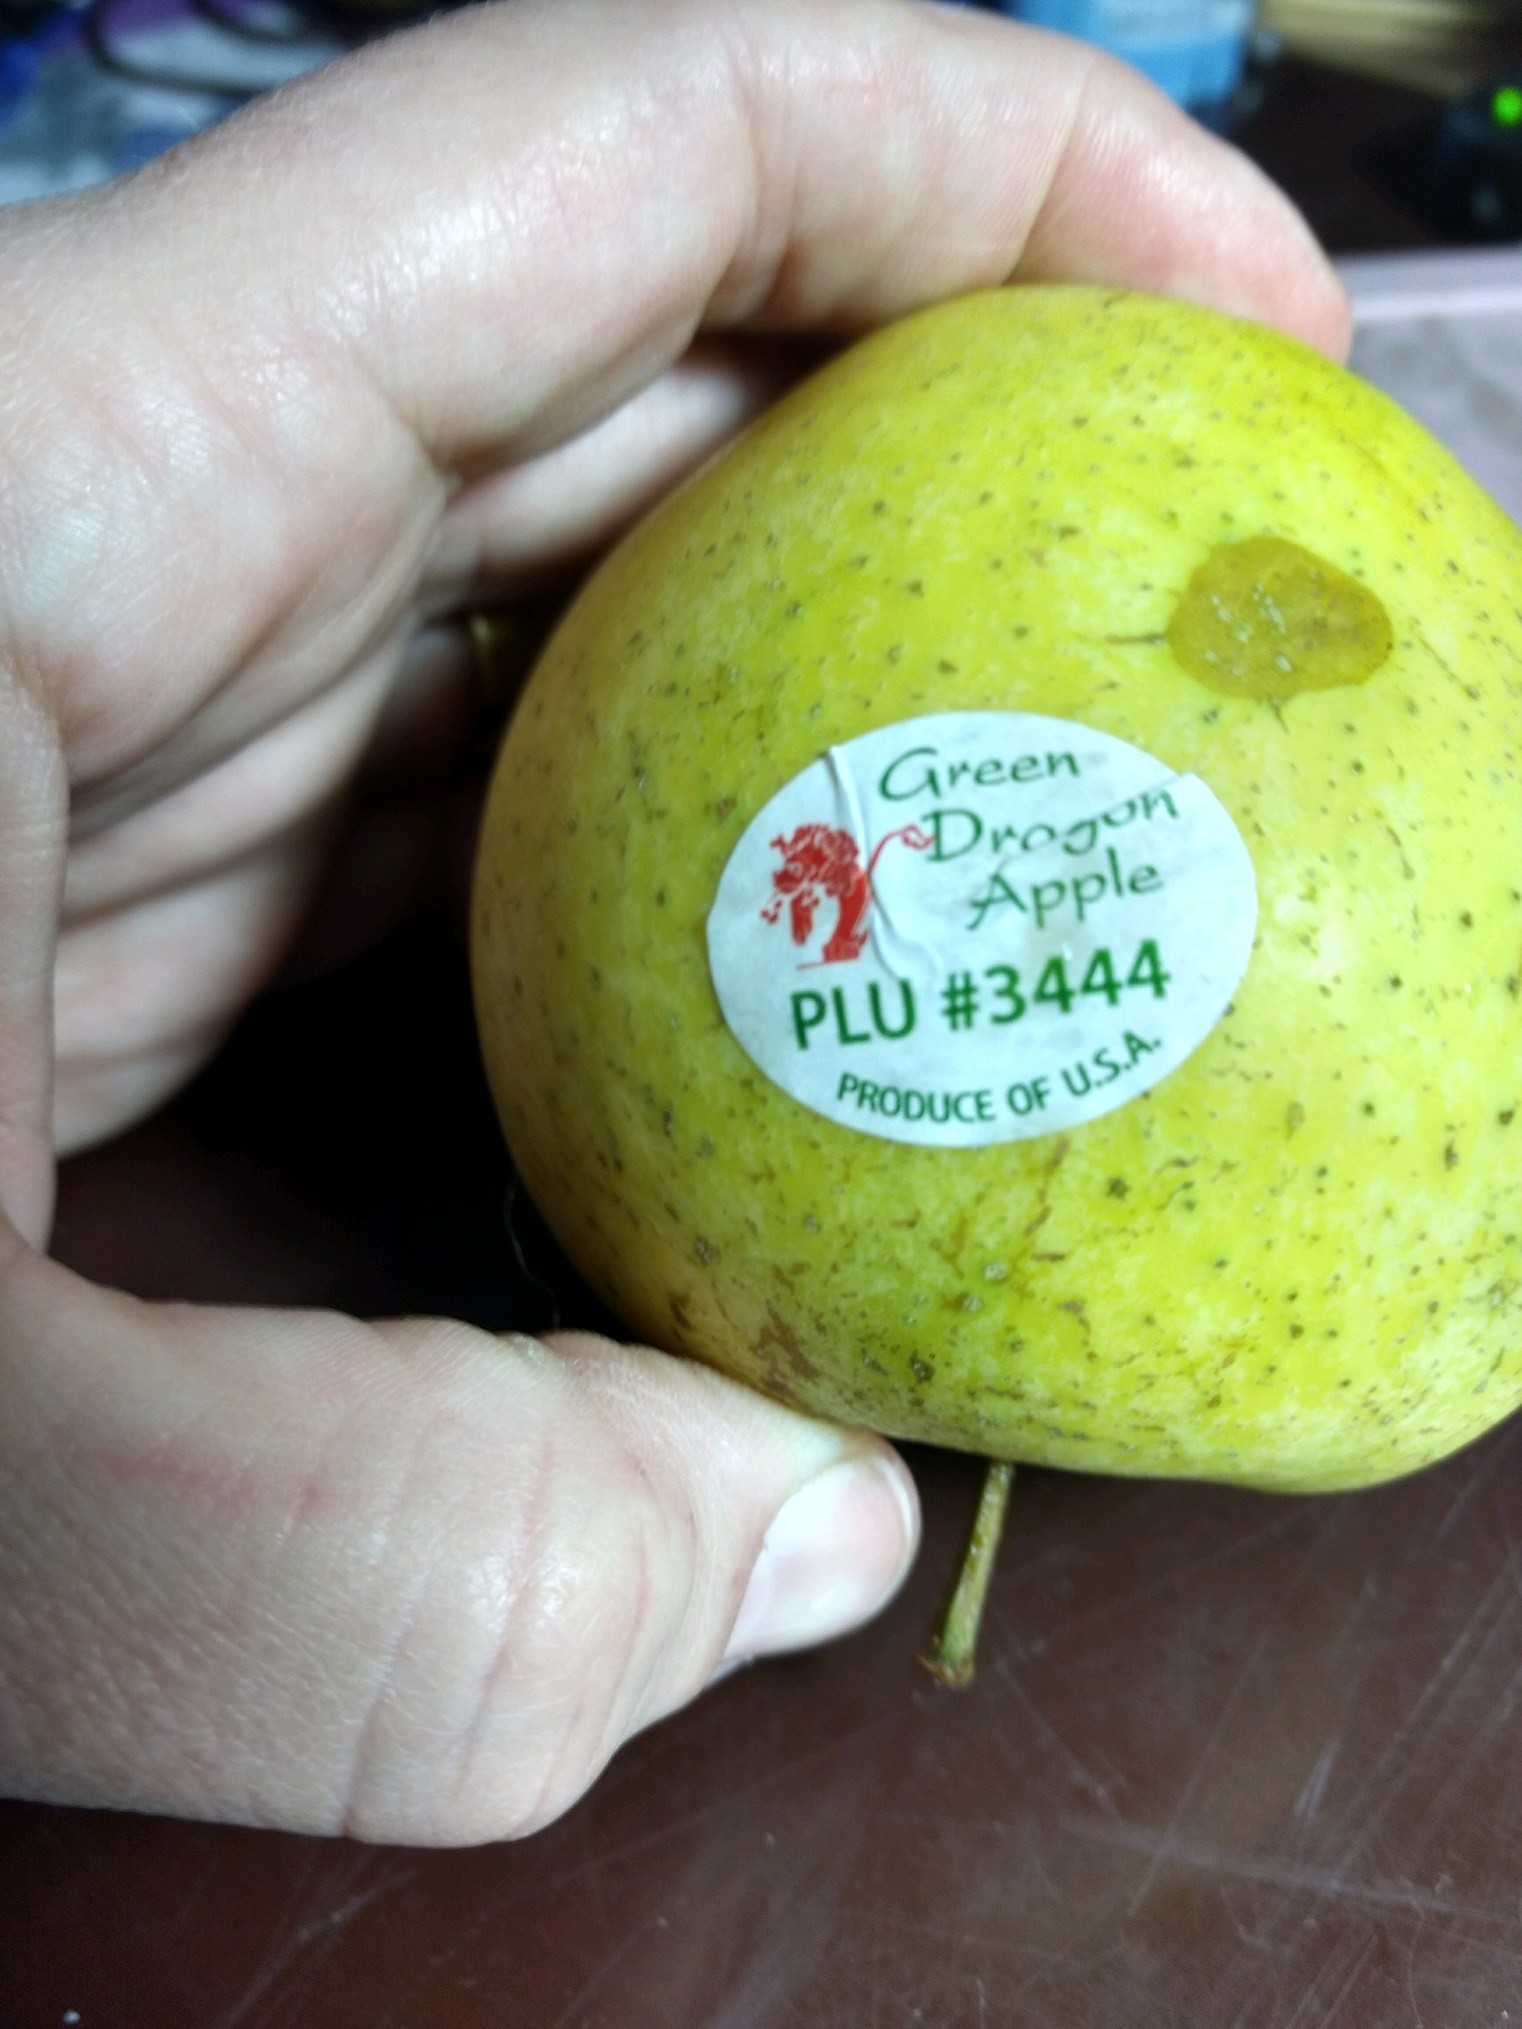 Green
Dragon
Apple
PLU #3444
PRODUCE OF U.S.A.